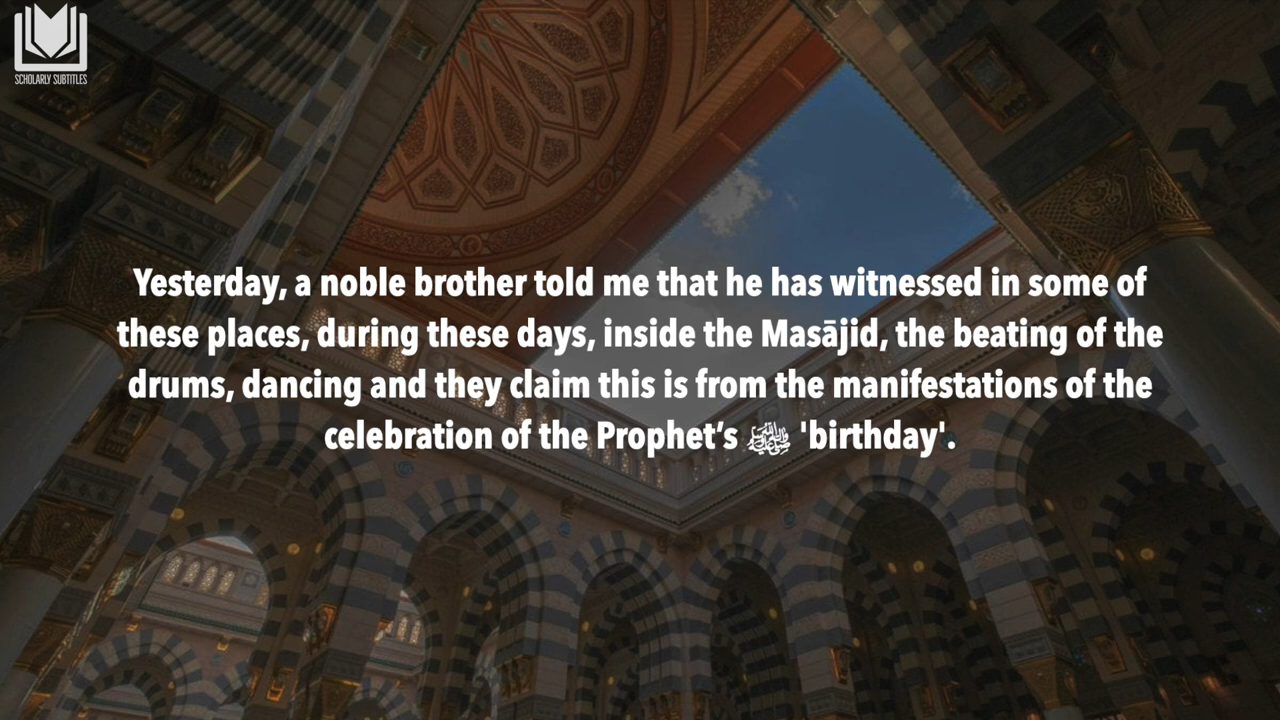 SCHOLARLY SUBTITLES
Yesterday, a noble brother told me that he has witnessed in some of
these places, during these days, inside the Masājid, the beating of the
drums, dancing and they claim this is from the manifestations of the
celebration of the Prophet’s ﷺ 'birthday'.